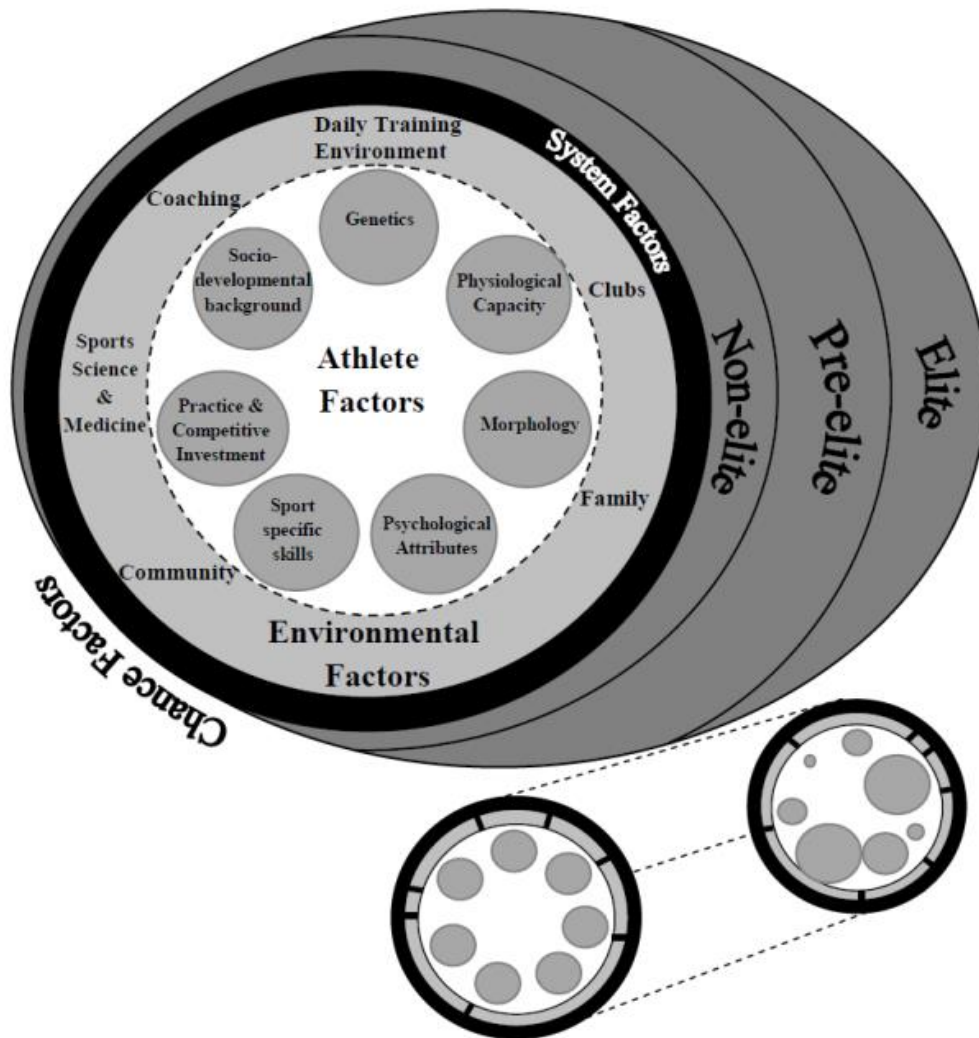 Daily Training
Environment
System Factors
Coaching
Genetics
Socio-
developmental
background
Physiological
Capacity
Clubs
Sports
Science
&
Medicine
Athlete
Factors
Non-elite
Pre-elite
Elite
Practice &
Competitive
Investment
Morphology
Family
Sport
specific
skills
Psychological
Attributes
Community
Environmental
Factors
Chance Factors